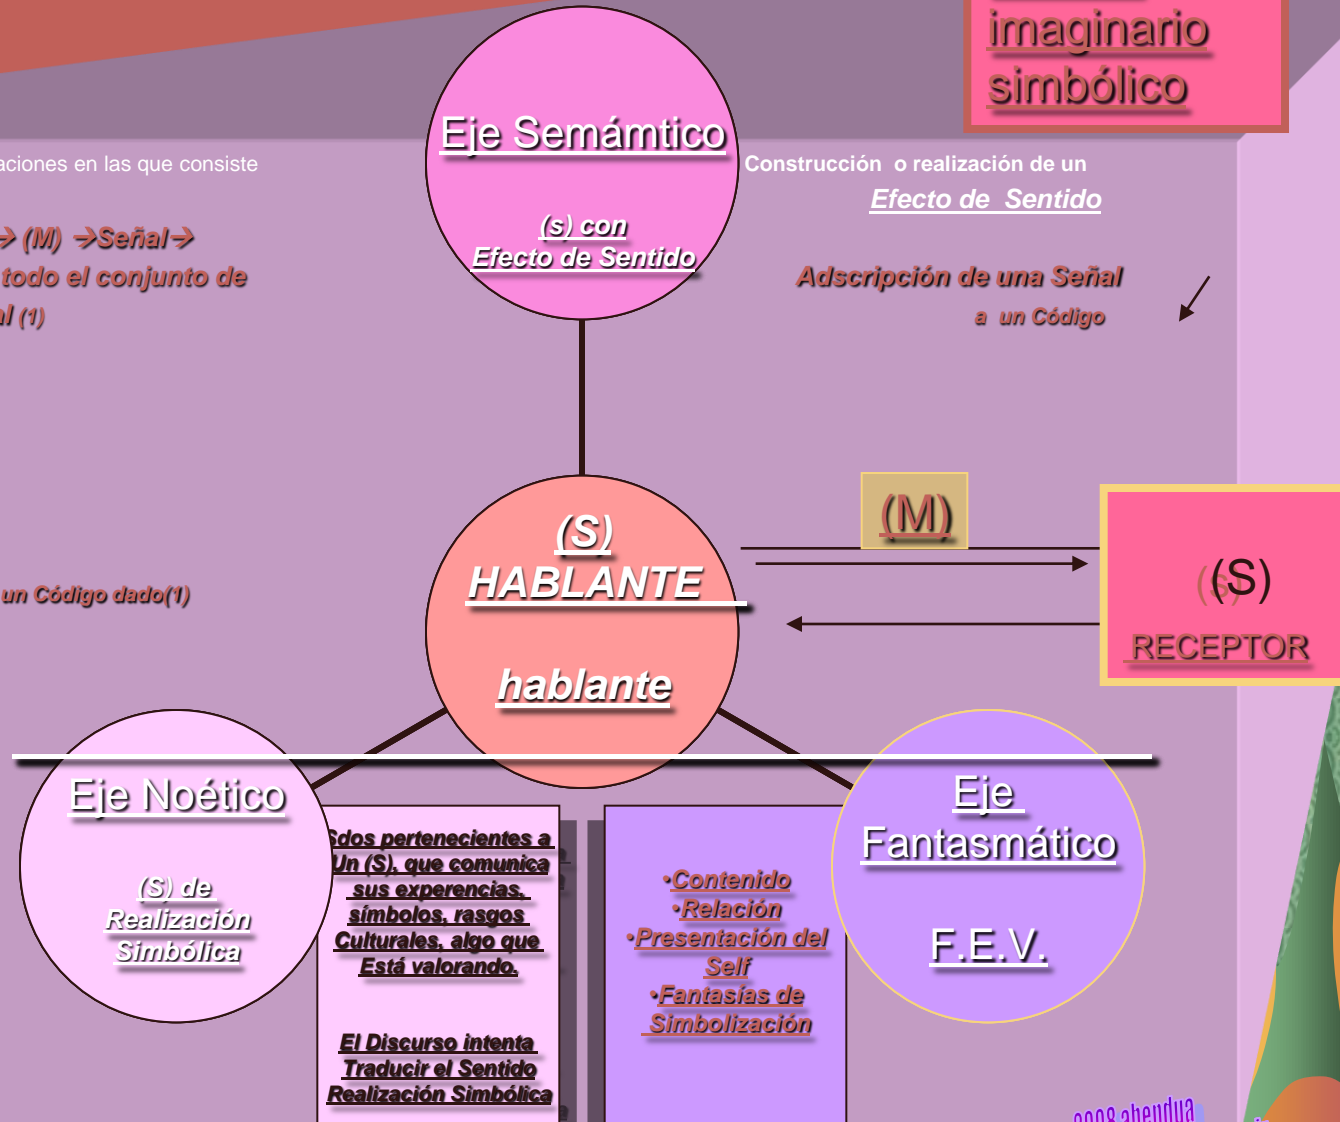 imaginario
simbólico
Eje Semámtico
(s) con
Efecto de Sentido
aciones en las que consiste
Construcción o realización de un
Efecto de Sentido
→ (M) →Señal→
todo el conjunto de
al (1)
Adscripción de una Señal
a un Código
(S)
HABLANTE
hablante
(M)
(S)
RECEPTOR
un Código dado(1)
Eje Noético
(S) de
Realización
Simbólica
Sdos pertenecientes a
Un (S), que comunica
sus experencias,
símbolos, rasgos
Culturales, algo que
Está valorando.
El Discurso intenta
Traducir el Sentido
Realización Simbólica
•Contenido
•Relación
•Presentación del
Self
•Fantasías de
Simbolización
Eje
Fantasmático
F.E.V.
2008 abendua